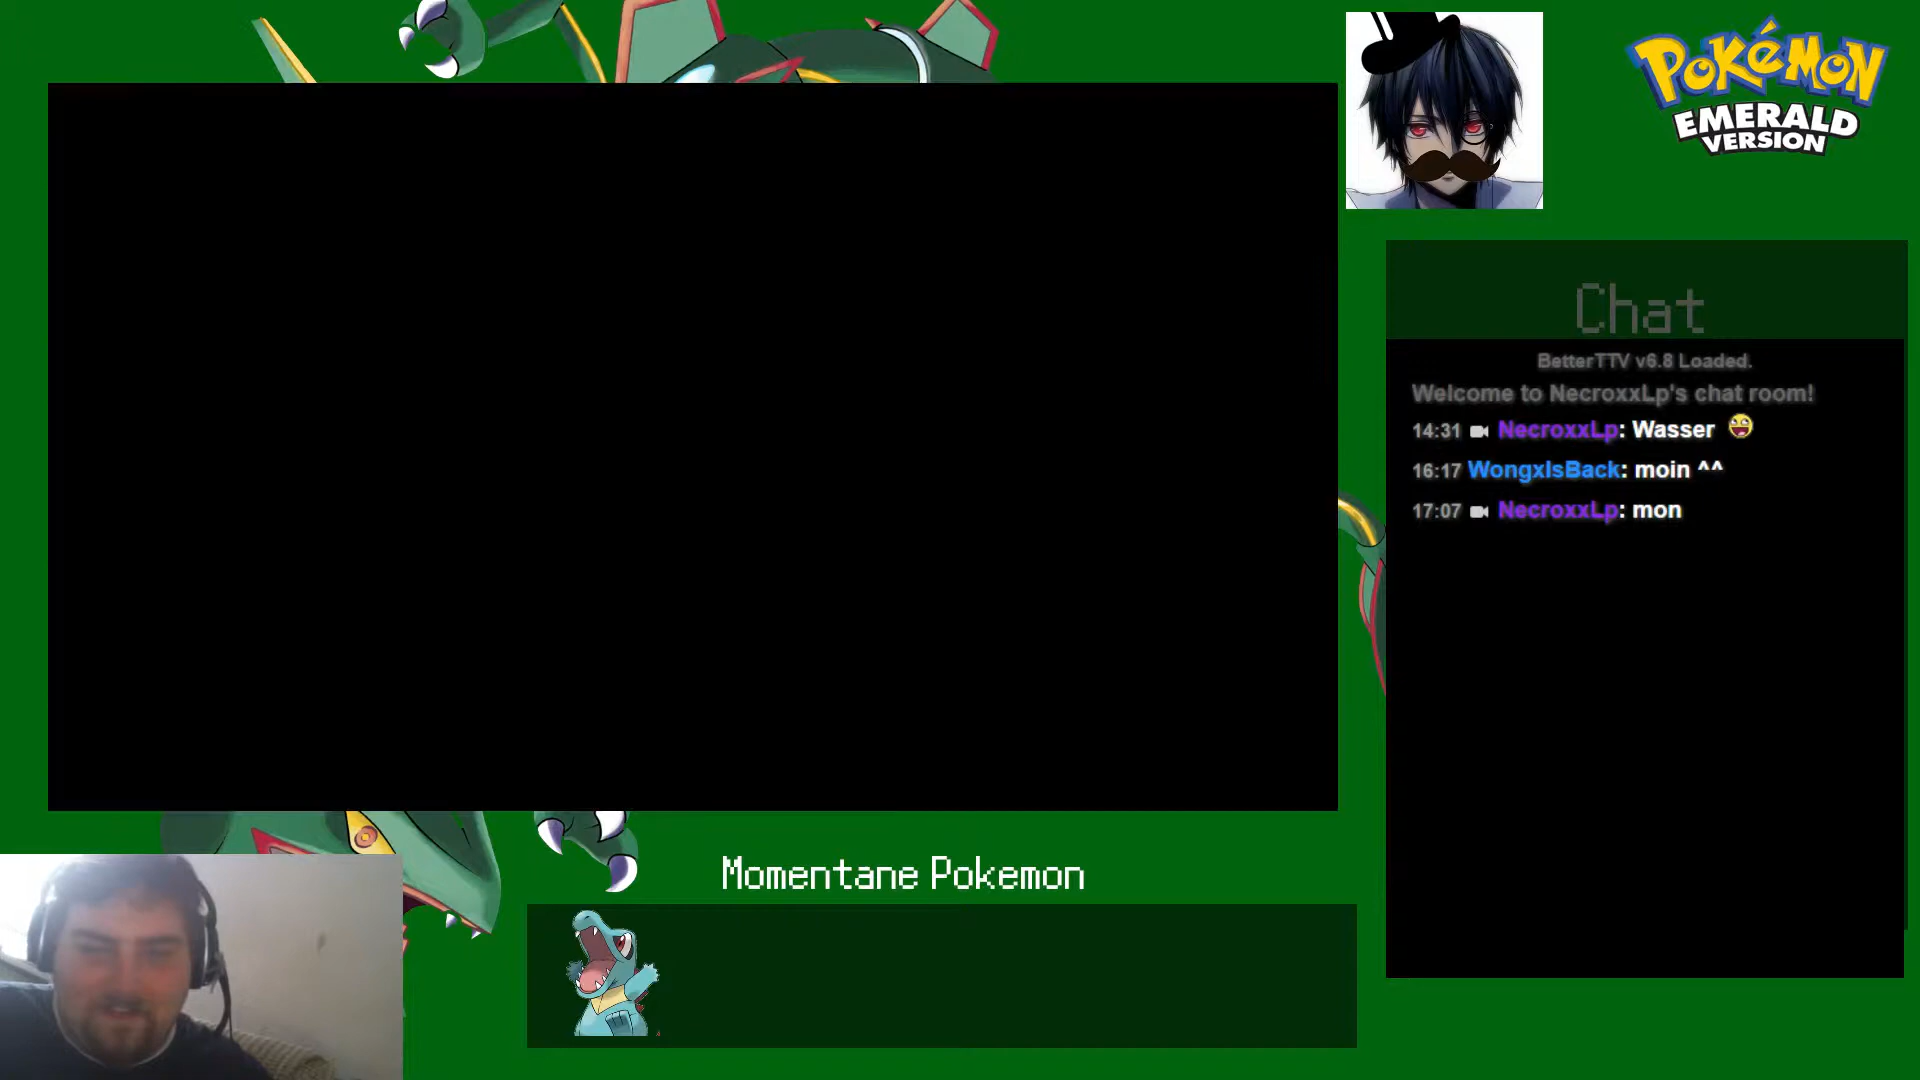 POKéMON
EMERALD
VERSION
Chat
BetterTTV v6.8 Loaded.
Welcome to NecroxxLp's chat room!
14:31 NecroxxLp: Wasser
16:17 WongxIsBack: moin ^^
17:07 NecroxxLp: mon
Momentane Pokemon